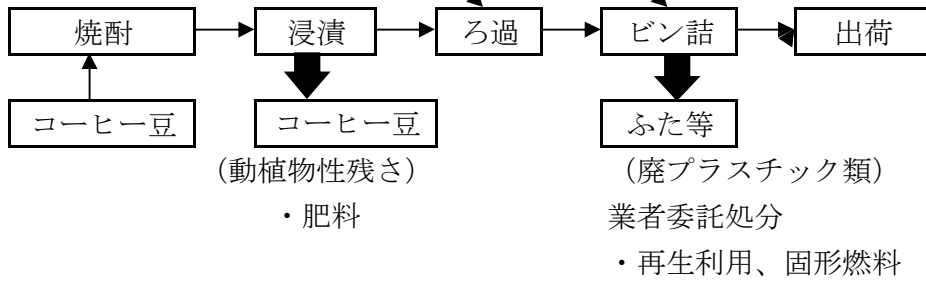 焼酎 浸漬 ろ過 ビン詰 出荷
コーヒー豆 コーヒー豆 ふた等
（動植物性残さ） （廃プラスチック類）
・肥料 業者委託処分
・再生利用、固形燃料